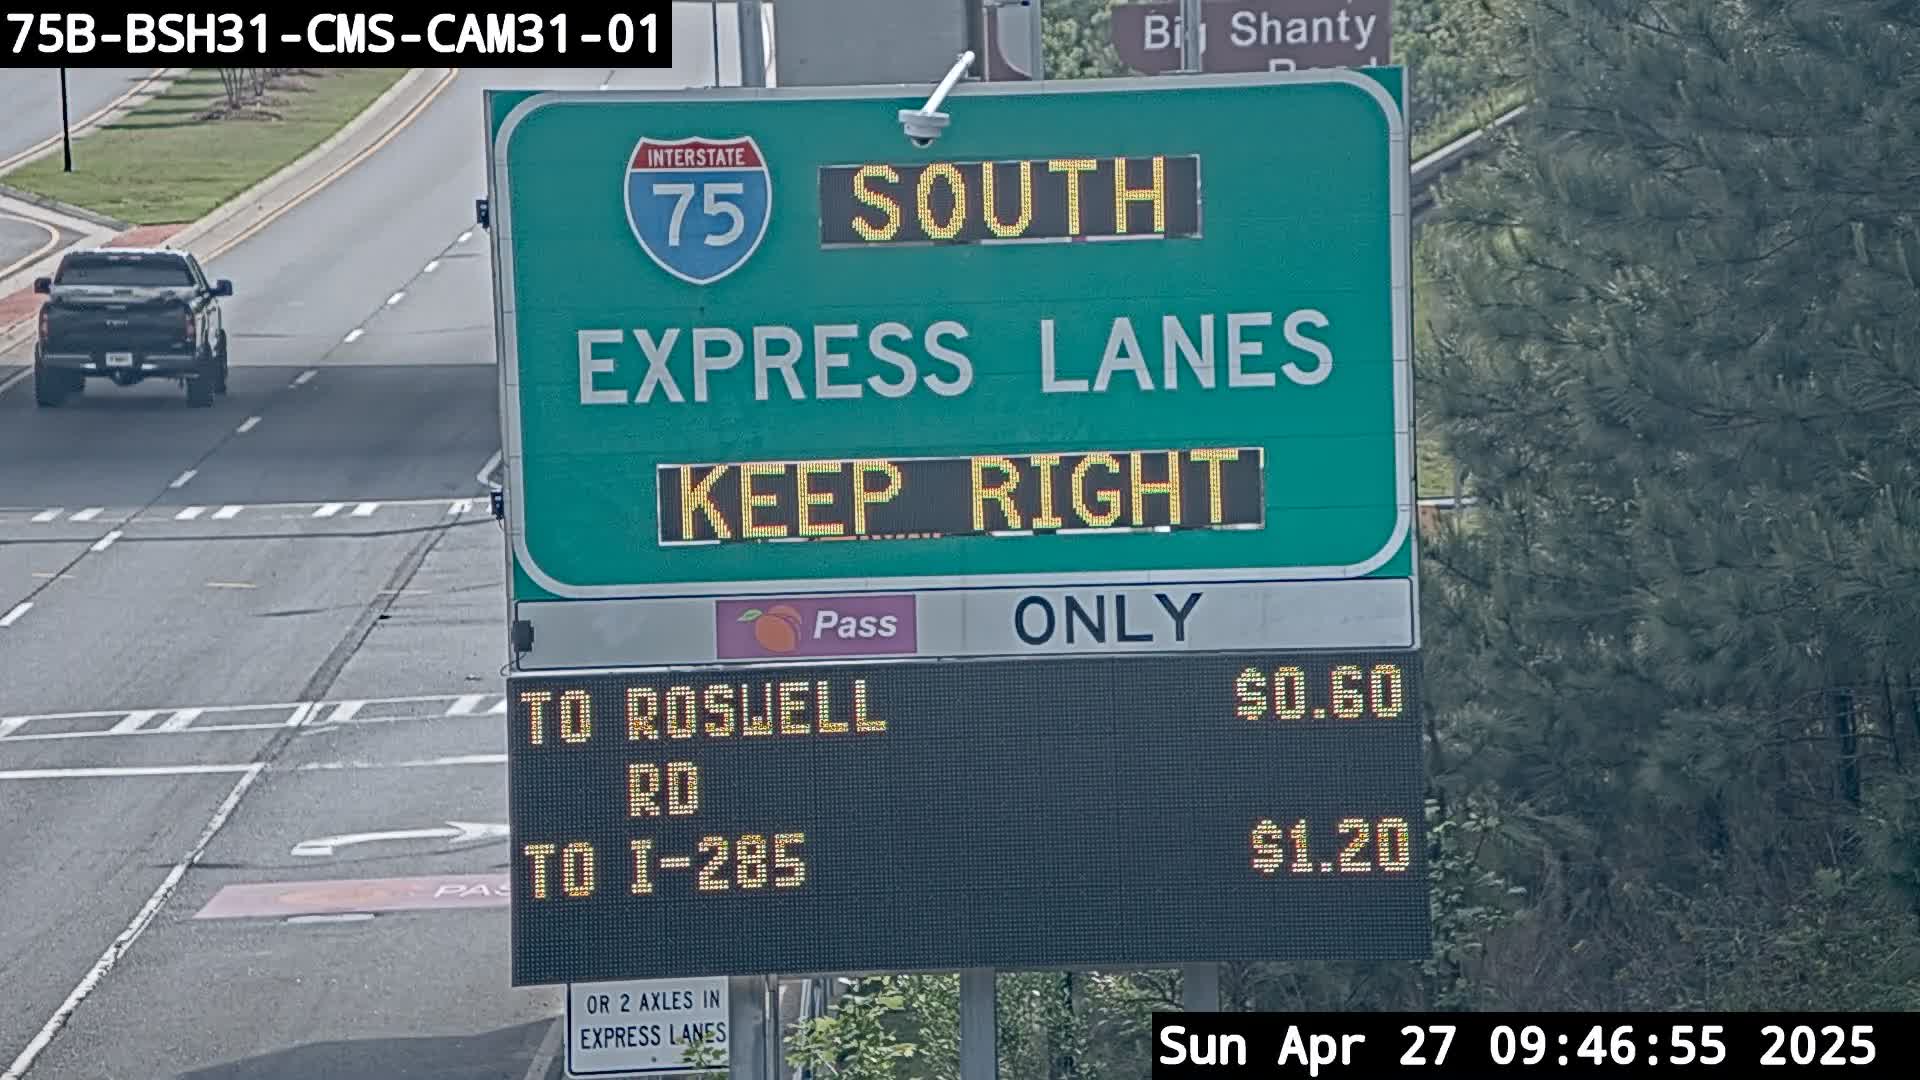 75B-BSH31-CMS-CAM31-01
Big Shanty
Road
INTERSTATE
75
SOUTH
EXPRESS LANES
KEEP RIGHT
Pass
ONLY
TO ROSWELL $0.60
RD
TO I-285 $1.20
PAS
OR 2 AXLES IN
EXPRESS LANES
Sun Apr 27 09:46:55 2025